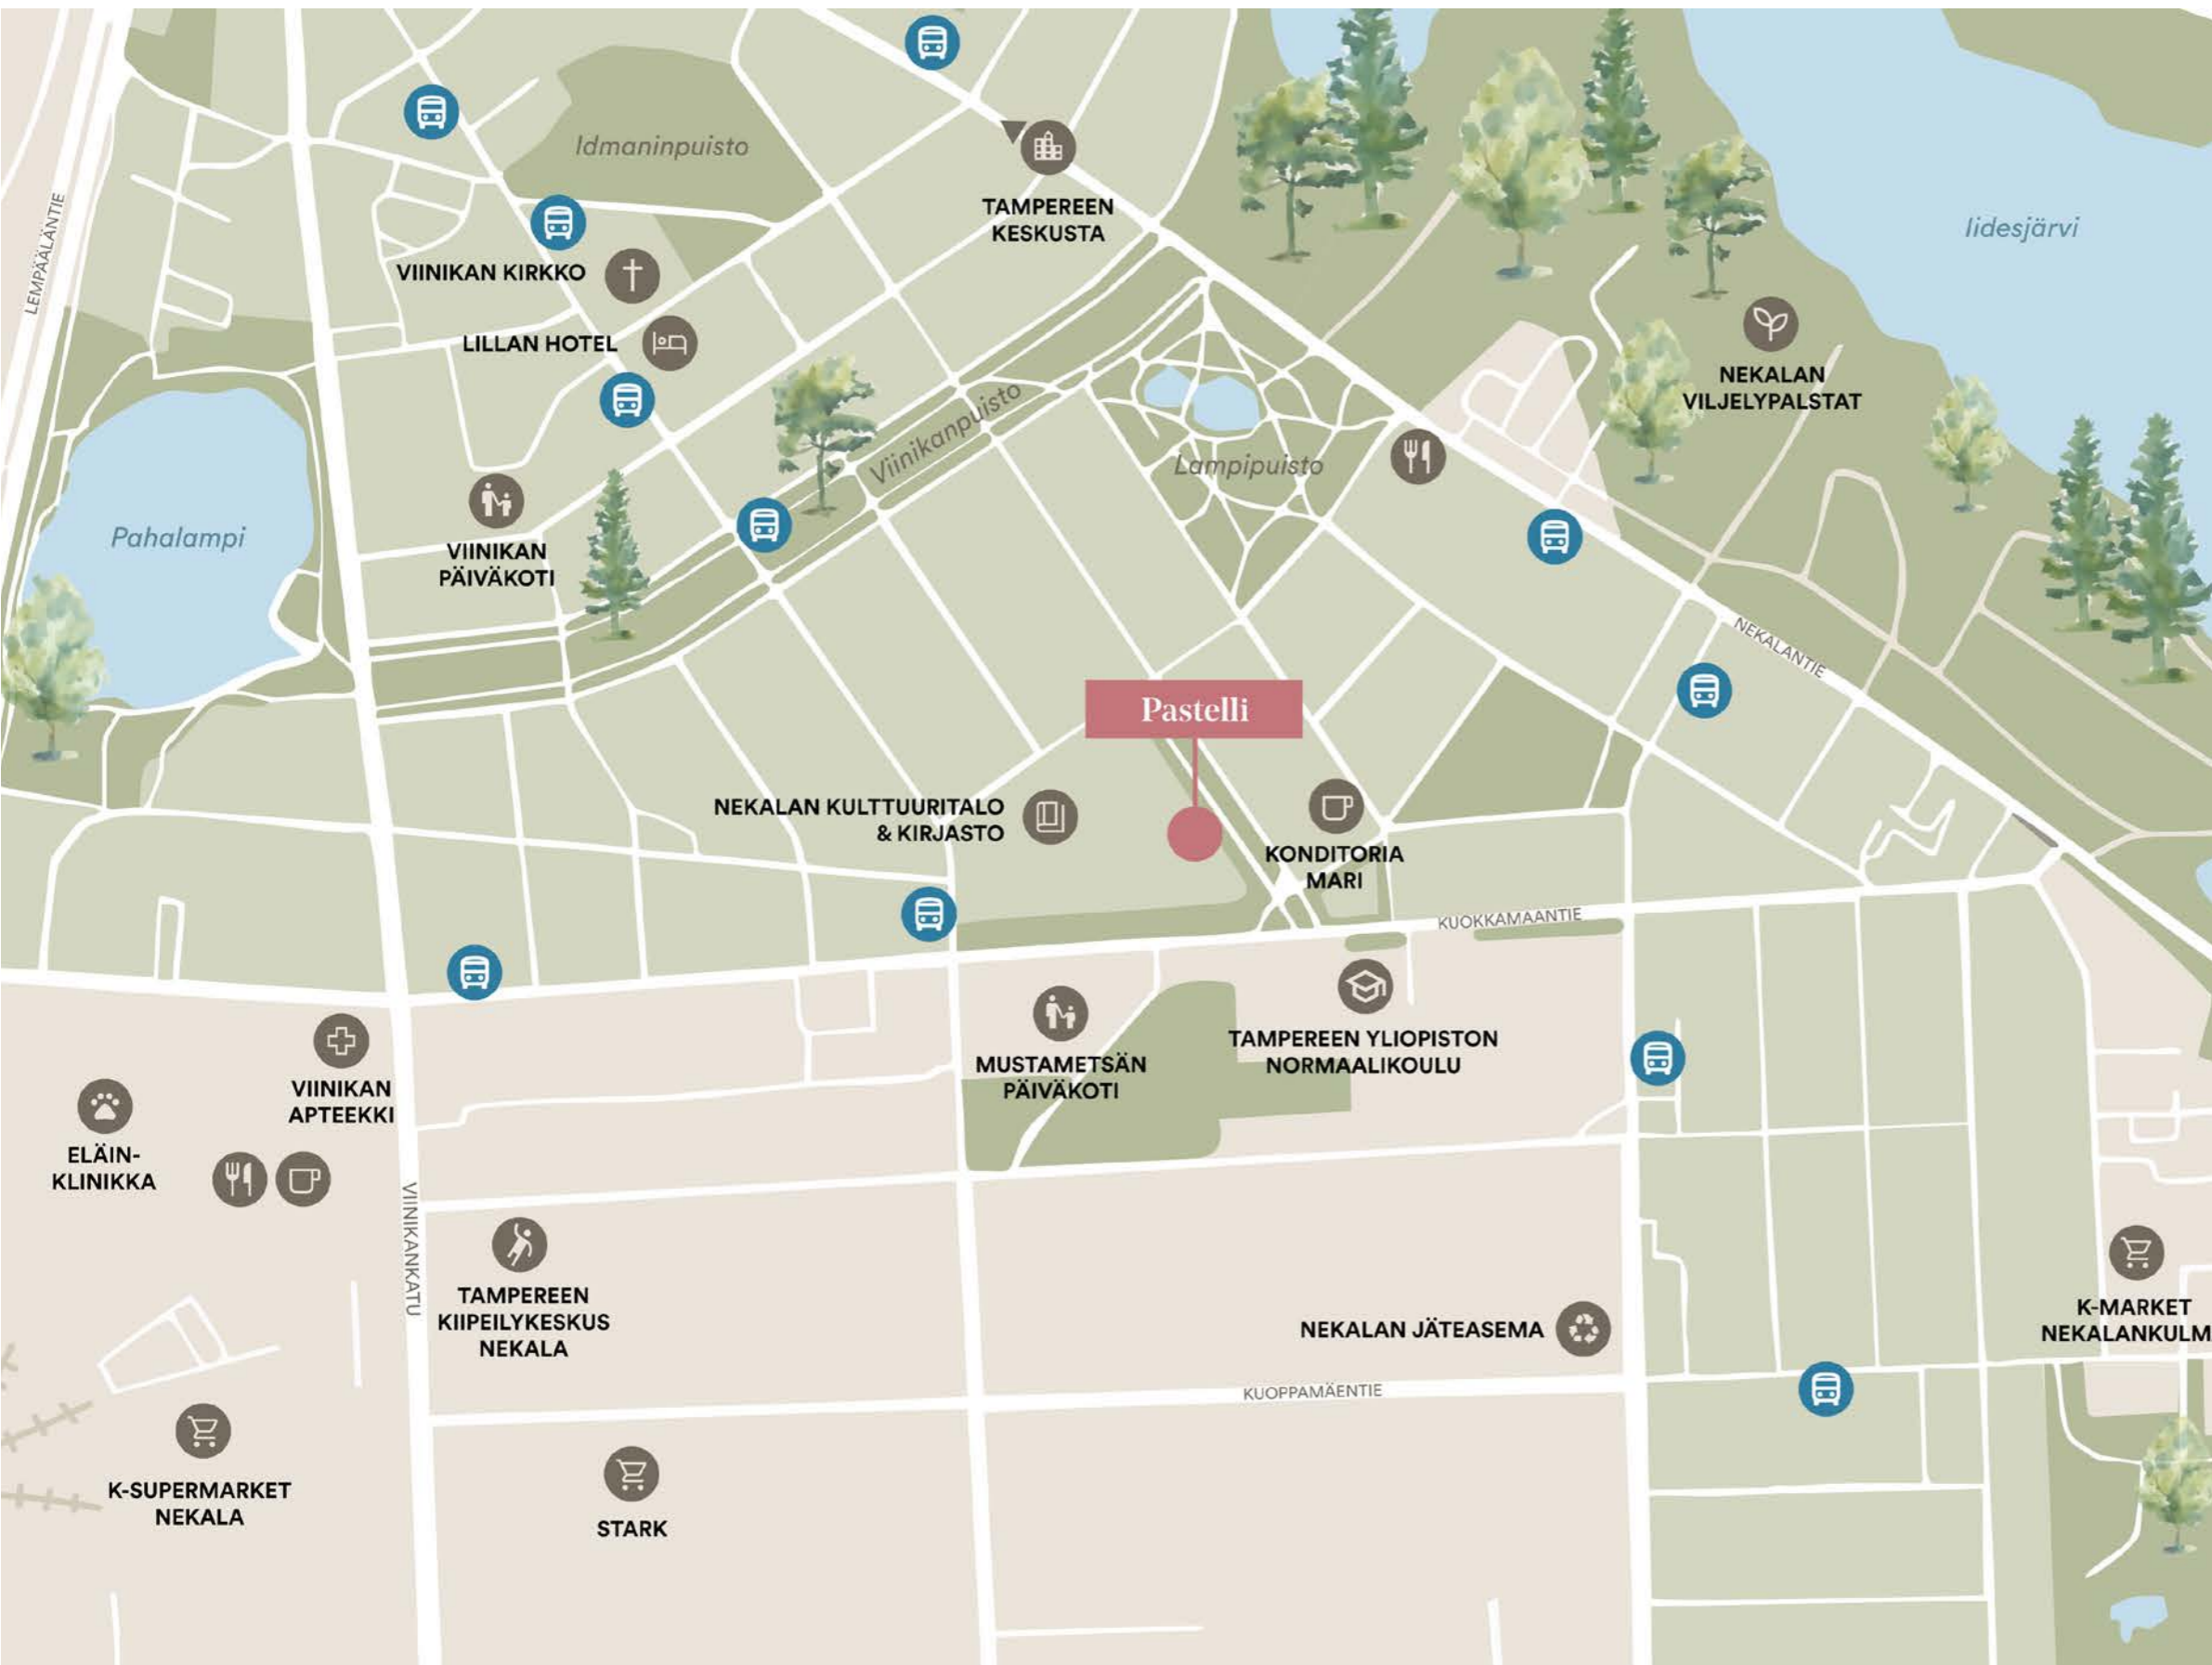 Idmaninpuisto
TAMPEREEN
KESKUSTA
LEMPÄÄLÄNTIE
Iidesjärvi
VIINIKAN KIRKKO
LILLAN HOTEL
NEKALAN
VILJELYPALSTAT
Viinikanpuisto
Lampipuisto
Pahalampi
VIINIKAN
PÄIVÄKOTI
NEKALANTIE
Pastelli
NEKALAN KULTTUURITALO
& KIRJASTO
KONDITORIA
MARI
KUOKKAMAANTIE
TAMPEREEN YLIOPISTON
NORMAALIKOULU
MUSTAMETSÄN
PÄIVÄKOTI
VIINIKAN
APTEEKKI
ELÄIN-
KLINIKKA
VIINIKANKATU
TAMPEREEN
KIIPEILYKESKUS
NEKALA
NEKALAN JÄTEASEMA
K-MARKET
NEKALANKULM
KUOPPAMÄENTIE
K-SUPERMARKET
NEKALA
STARK